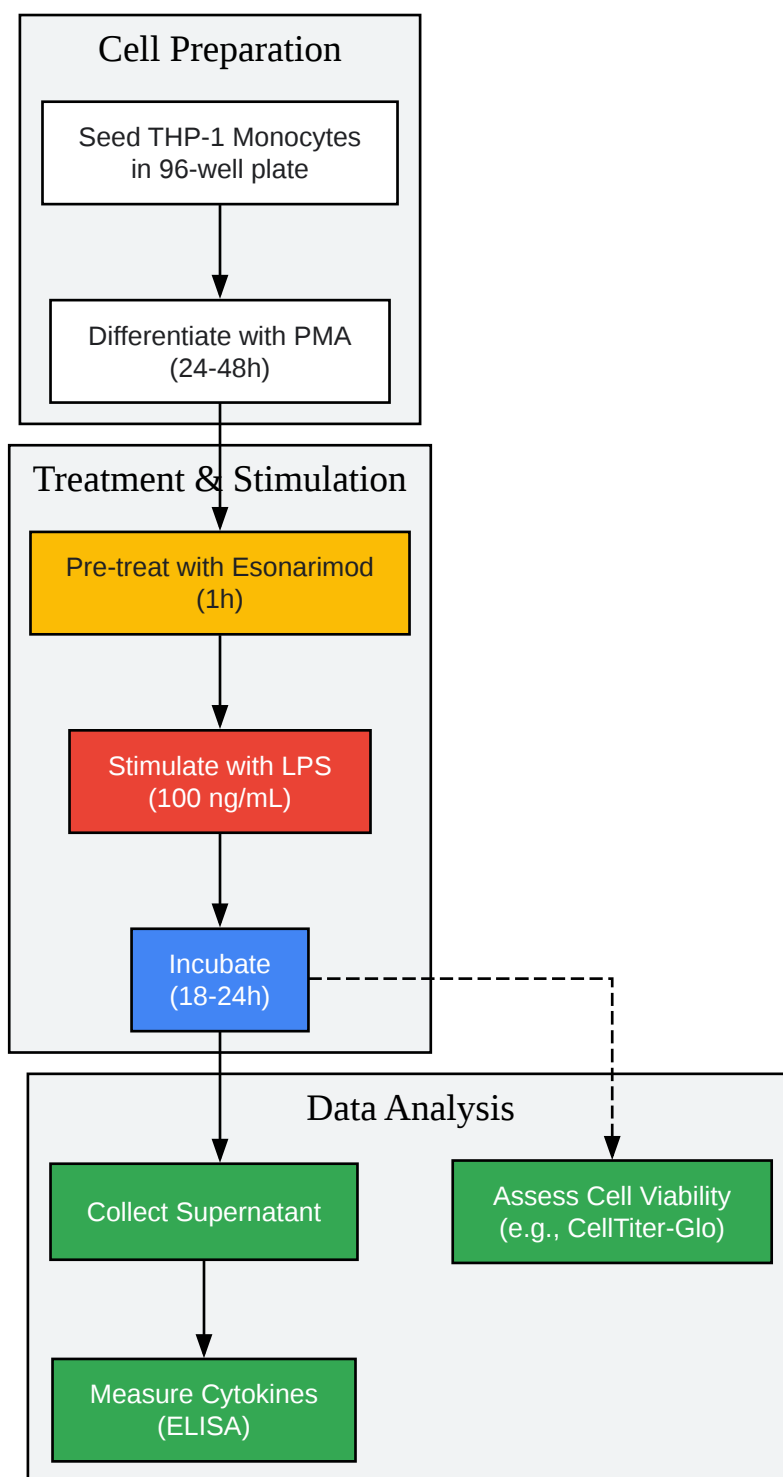 Cell Preparation
Seed THP-1 Monocytes
in 96-well plate
Differentiate with PMA
(24-48h)
Treatment & Stimulation
Pre-treat with Esonarimod
(1h)
Stimulate with LPS
(100 ng/mL)
Incubate
(18-24h)
Data Analysis
Collect Supernatant
Assess Cell Viability
(e.g., CellTiter-Glo)
Measure Cytokines
(ELISA)